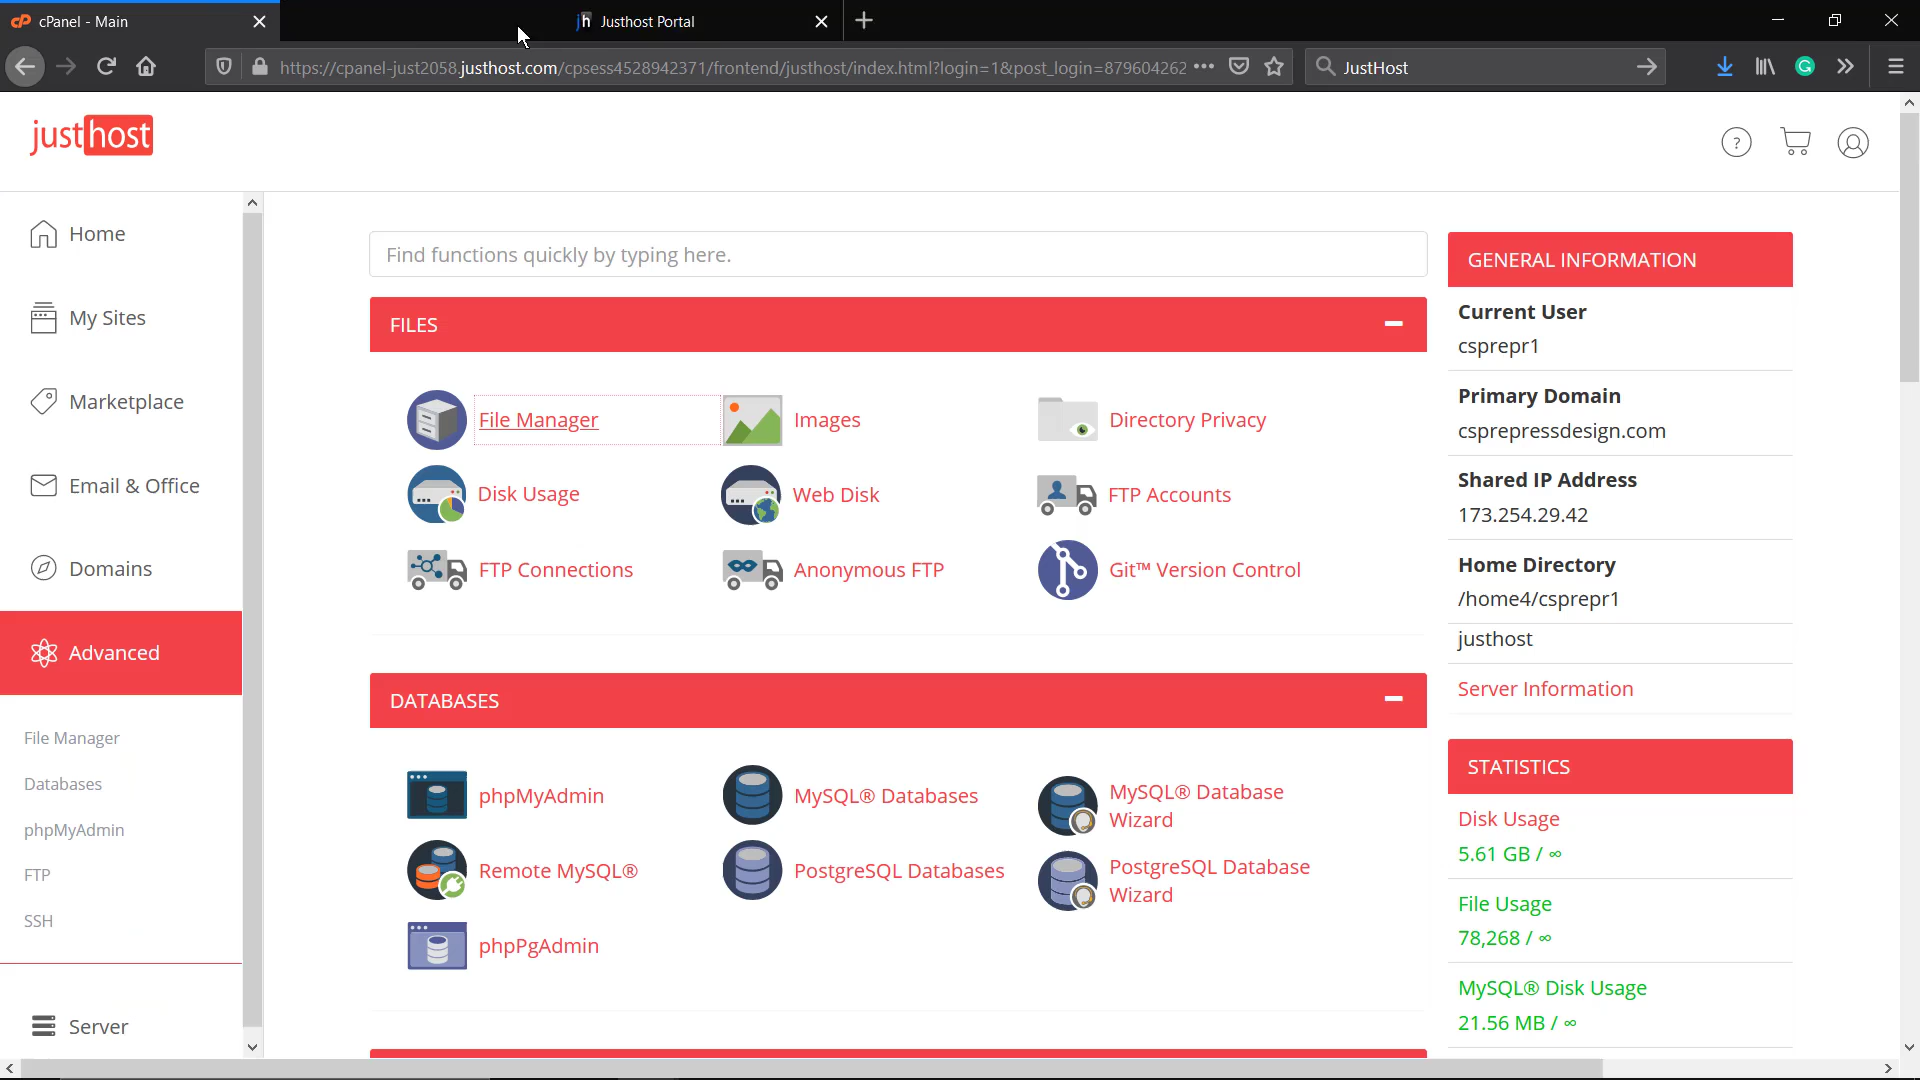 cPanel - Main
Justhost Portal
https://cpanel-just2058.justhost.com/cpsess4528942371/frontend/justhost/index.html?login=1&post_login=879604262
JustHost
justhost
Home
My Sites
Marketplace
Email & Office
Domains
Advanced
File Manager
Databases
phpMyAdmin
FTP
SSH
Server
Find functions quickly by typing here.
FILES
File Manager
Images
Directory Privacy
Disk Usage
Web Disk
FTP Accounts
FTP Connections
Anonymous FTP
Git™ Version Control
DATABASES
phpMyAdmin
MySQL® Databases
MySQL® Database
Wizard
Remote MySQL®
PostgreSQL Databases
PostgreSQL Database
Wizard
phpPgAdmin
GENERAL INFORMATION
Current User
csprepr1
Primary Domain
csprepressdesign.com
Shared IP Address
173.254.29.42
Home Directory
/home4/csprepr1
justhost
Server Information
STATISTICS
Disk Usage
5.61 GB / ∞
File Usage
78,268 / ∞
MySQL® Disk Usage
21.56 MB / ∞